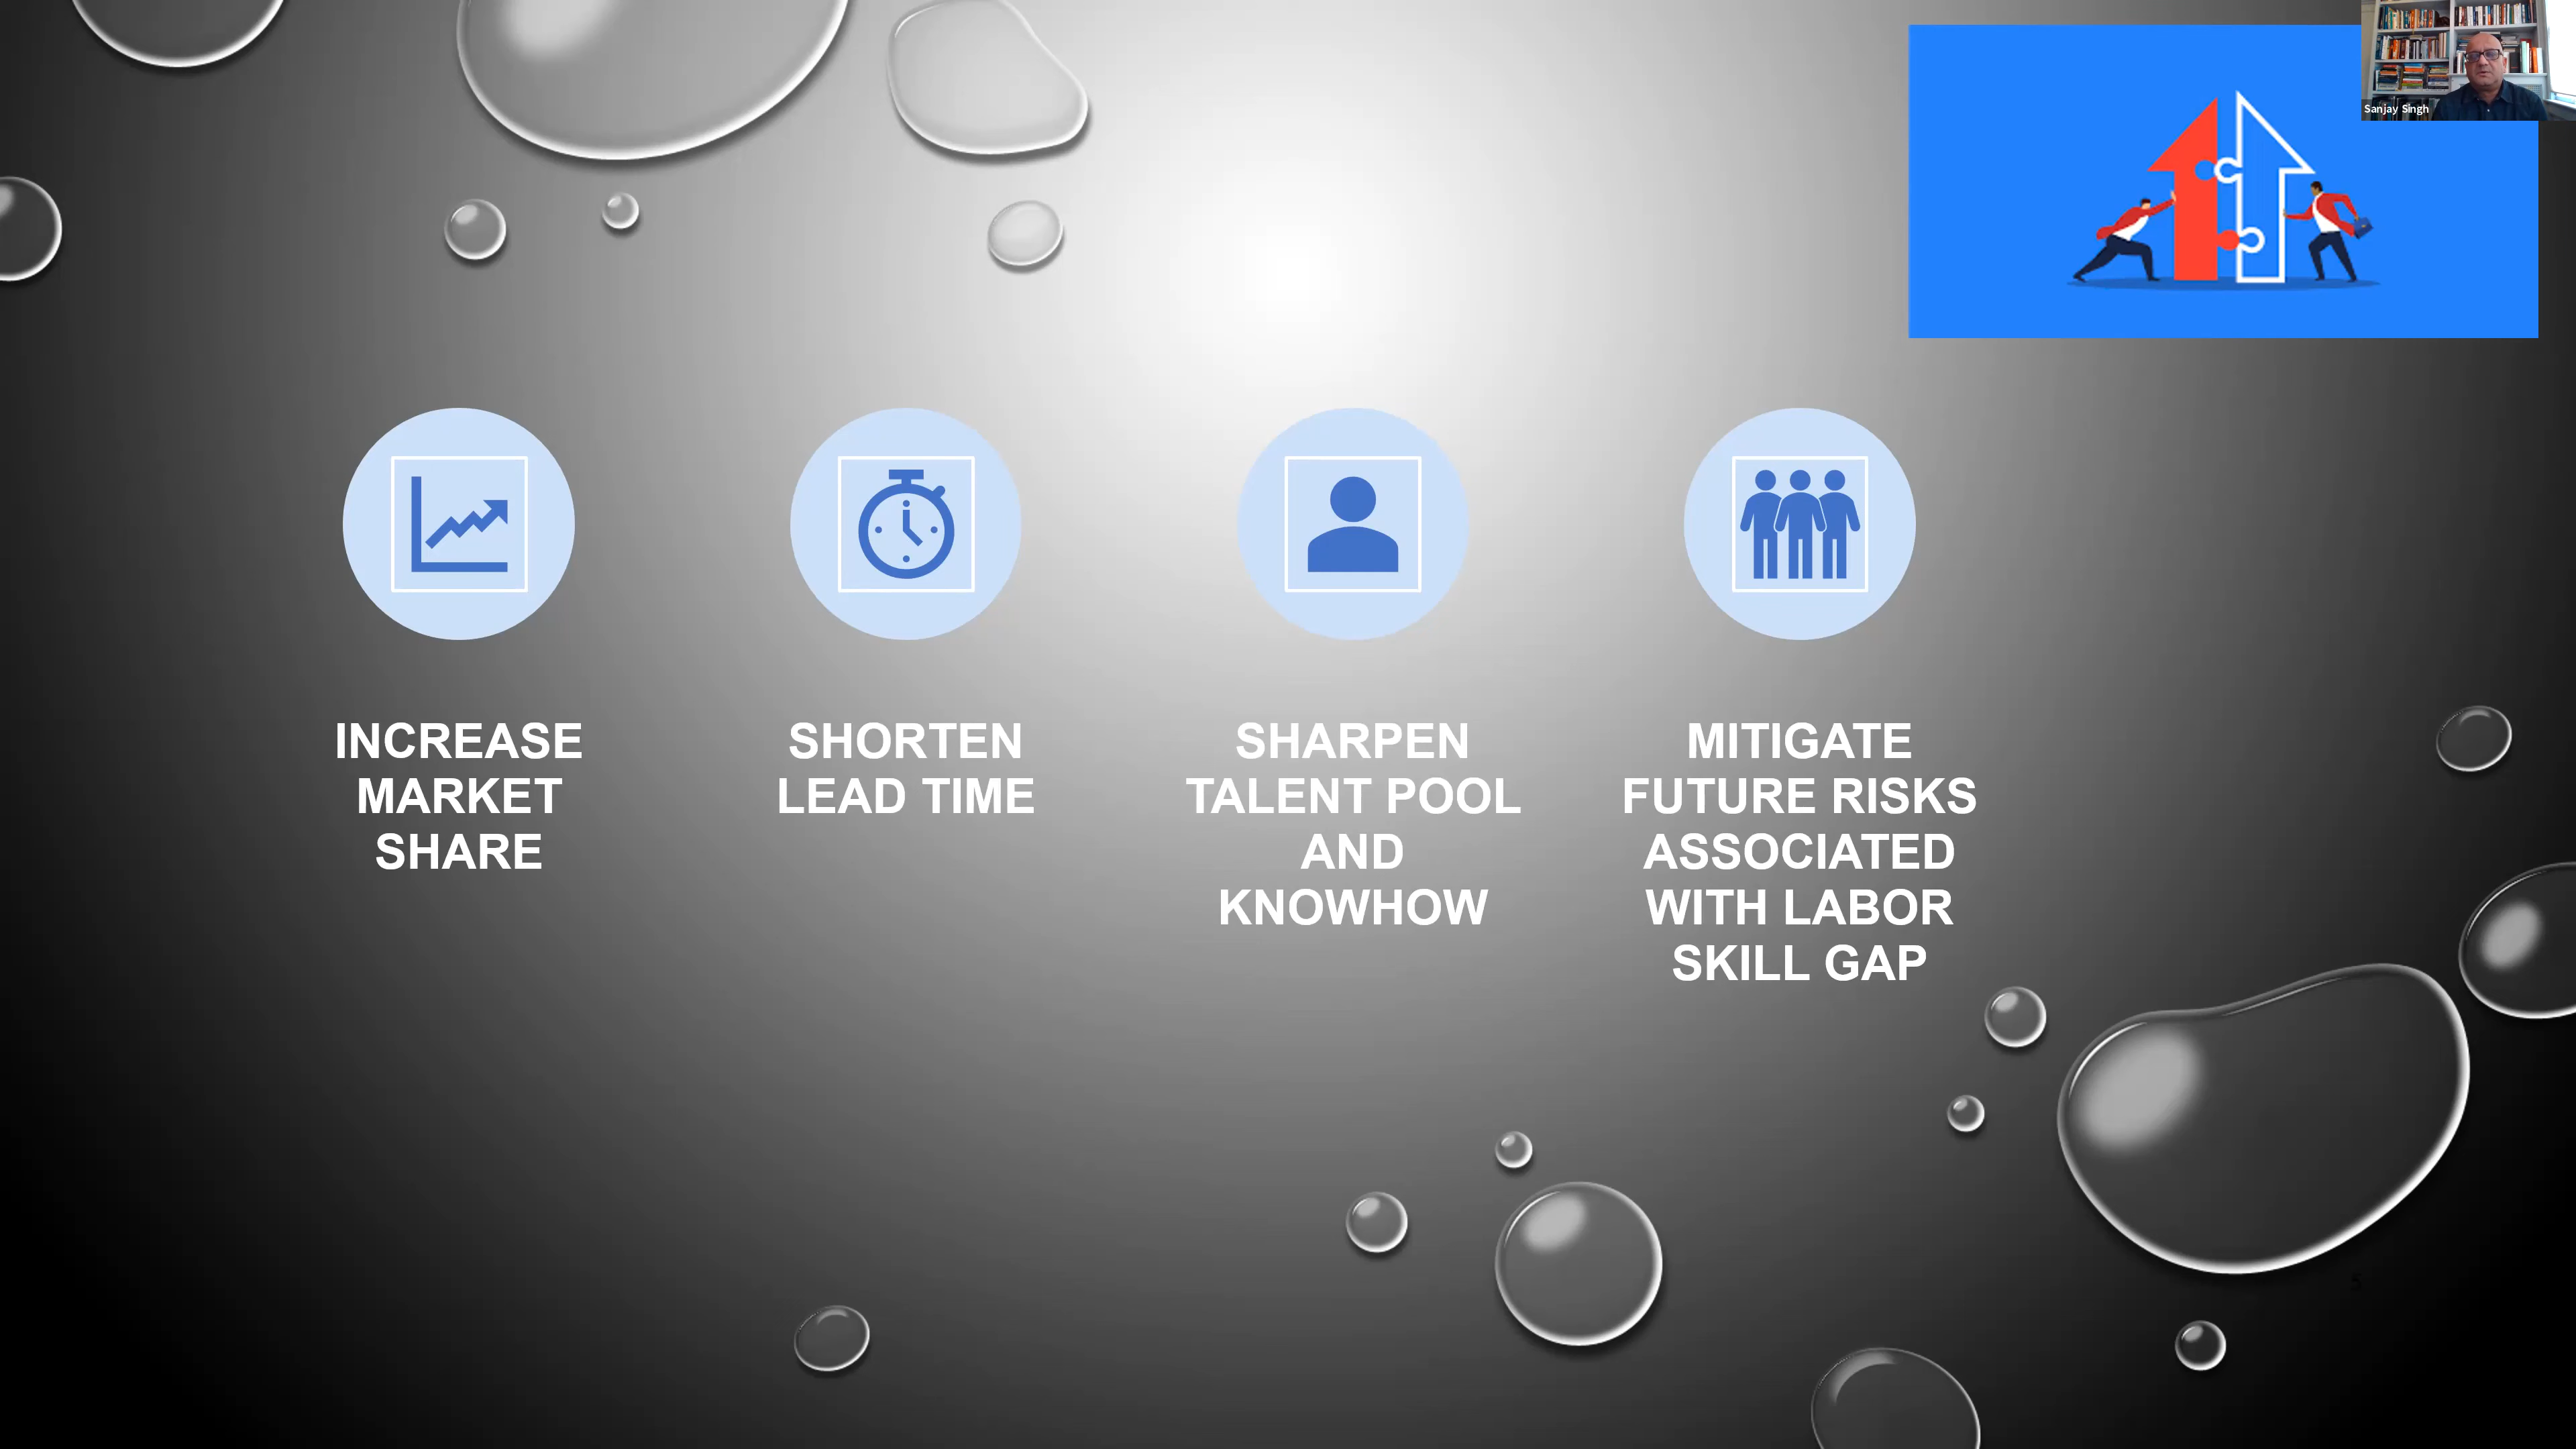 Sanjay Singh
INCREASE
MARKET
SHARE
SHORTEN
LEAD TIME
SHARPEN
TALENT POOL
AND
KNOWHOW
MITIGATE
FUTURE RISKS
ASSOCIATED
WITH LABOR
SKILL GAP
5